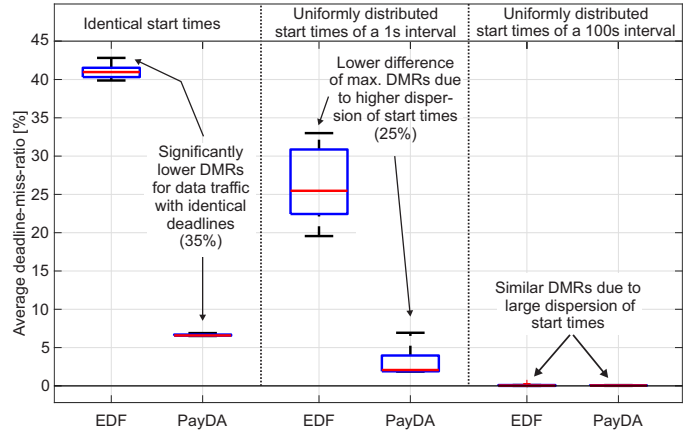 Identical start times
Uniformly distributed
start times of a 1s interval
Uniformly distributed
start times of a 100s interval
Average deadline-miss-ratio [%]
45
40
35
30
25
20
15
10
5
0
Significantly
lower DMRs
for data traffic
with identical
deadlines
(35%)
Lower difference
of max. DMRs due
to higher disper-
sion of start times
(25%)
Similar DMRs due to
large dispersion of
start times
EDF
PayDA
EDF
PayDA
EDF
PayDA